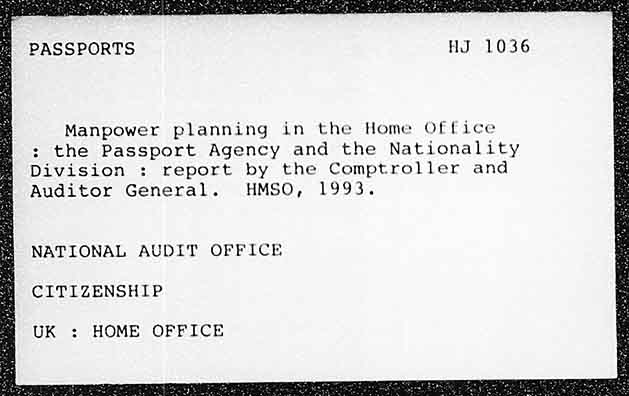 PASSPORTS HJ 1036
Manpower planning in the Home Office
: the Passport Agency and the Nationality
Division : report by the Comptroller and
Auditor General. HMSO, 1993.
NATIONAL AUDIT OFFICE
CITIZENSHIP
UK : HOME OFFICE